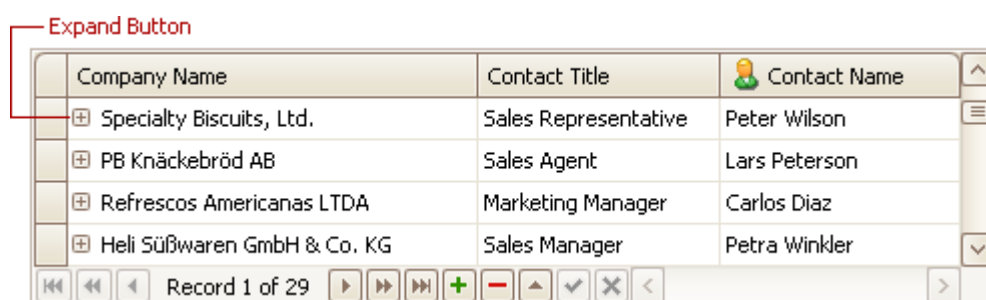 Expand Button
Company Name Contact Title Contact Name
Specialty Biscuits, Ltd. Sales Representative Peter Wilson
PB Knäckebröd AB Sales Agent Lars Peterson
Refrescos Americanas LTDA Marketing Manager Carlos Diaz
Heli Süßwaren GmbH & Co. KG Sales Manager Petra Winkler
Record 1 of 29